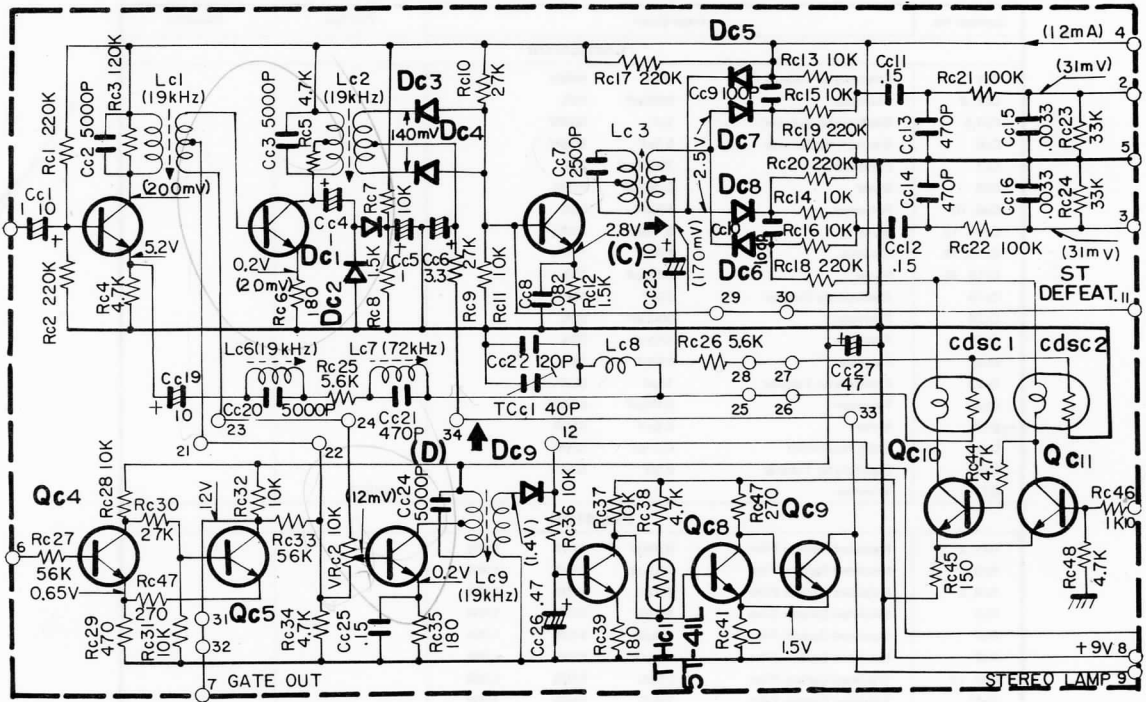 Dc5
(12mA) 4
Rc13 10K
Cc11
.15
Rc21 100K
(31mV)
2
Rc17 220K
Rc15 10K
Rc19 220K
Rc20 220K
Rc14 10K
Rc16 10K
Rc18 220K
Cc9 100P
Dc7
Dc8
Dc6
Cc10
100P
2.5V
(170mV)
Cc13
470P
Cc15
.0033
Rc23
33K
5
Cc14
470P
Cc16
.0033
Rc24
33K
3
Cc12
.15
Rc22 100K
(31mV)
ST
DEFEAT. 11
Rc1 220K
Cc2 5000P
Rc3 120K
Lc1
(19kHz)
(200mV)
Cc1
1 10
+
5.2V
Rc2 220K
Rc4
4.7K
Cc3 5000P
4.7K
Rc5
Lc2
(19kHz)
Dc3
140mV
Dc4
Rc10
27K
Cc7
2500P
Lc 3
(C)
2.8V
+
Cc4
Rc7
10K
Dc1
Dc2
0.2V
(20mV)
Rc6
180
1.5K
Rc8
Cc5
1
Cc6
3.3
27K
Rc9
10K
Rc11
Cc8
.082
Rc12
1.5K
Cc23 10
+
29
30
Lc6(19kHz)
Lc7 (72kHz)
Rc25
5.6K
Cc19
+
10
Cc20
5000P
Cc21
470P
Cc22 120P
TCc1 40P
Lc8
Rc26 5.6K
28
27
25
26
+
Cc27
47
33
cdsc1
cdsc2
23
24
34
21
22
(D)
Dc9
12
Qc4
Rc28 10K
Rc30
27K
12V
Rc32
10K
Rc33
56K
6
Rc27
56K
0.65V
Rc47
270
Qc5
Rc29
470
Rc31
10K
31
32
7 GATE OUT
Rc34
4.7K
VRc2 10K
(12mV)
Cc24
5000P
0.2V
Lc9
(19kHz)
Cc25
.15
Rc35
180
(1.4V)
Rc36 10K
Cc26 .47
+
Rc37
10K
Rc38
4.7K
Rc39
180
THc1
5T-41L
Qc8
Rc47
270
Qc9
Rc41
10
1.5V
Qc10
Rc44
4.7K
Qc11
Rc46
1K
10
Rc45
150
Rc48
4.7K
+9V 8
STEREO LAMP 9